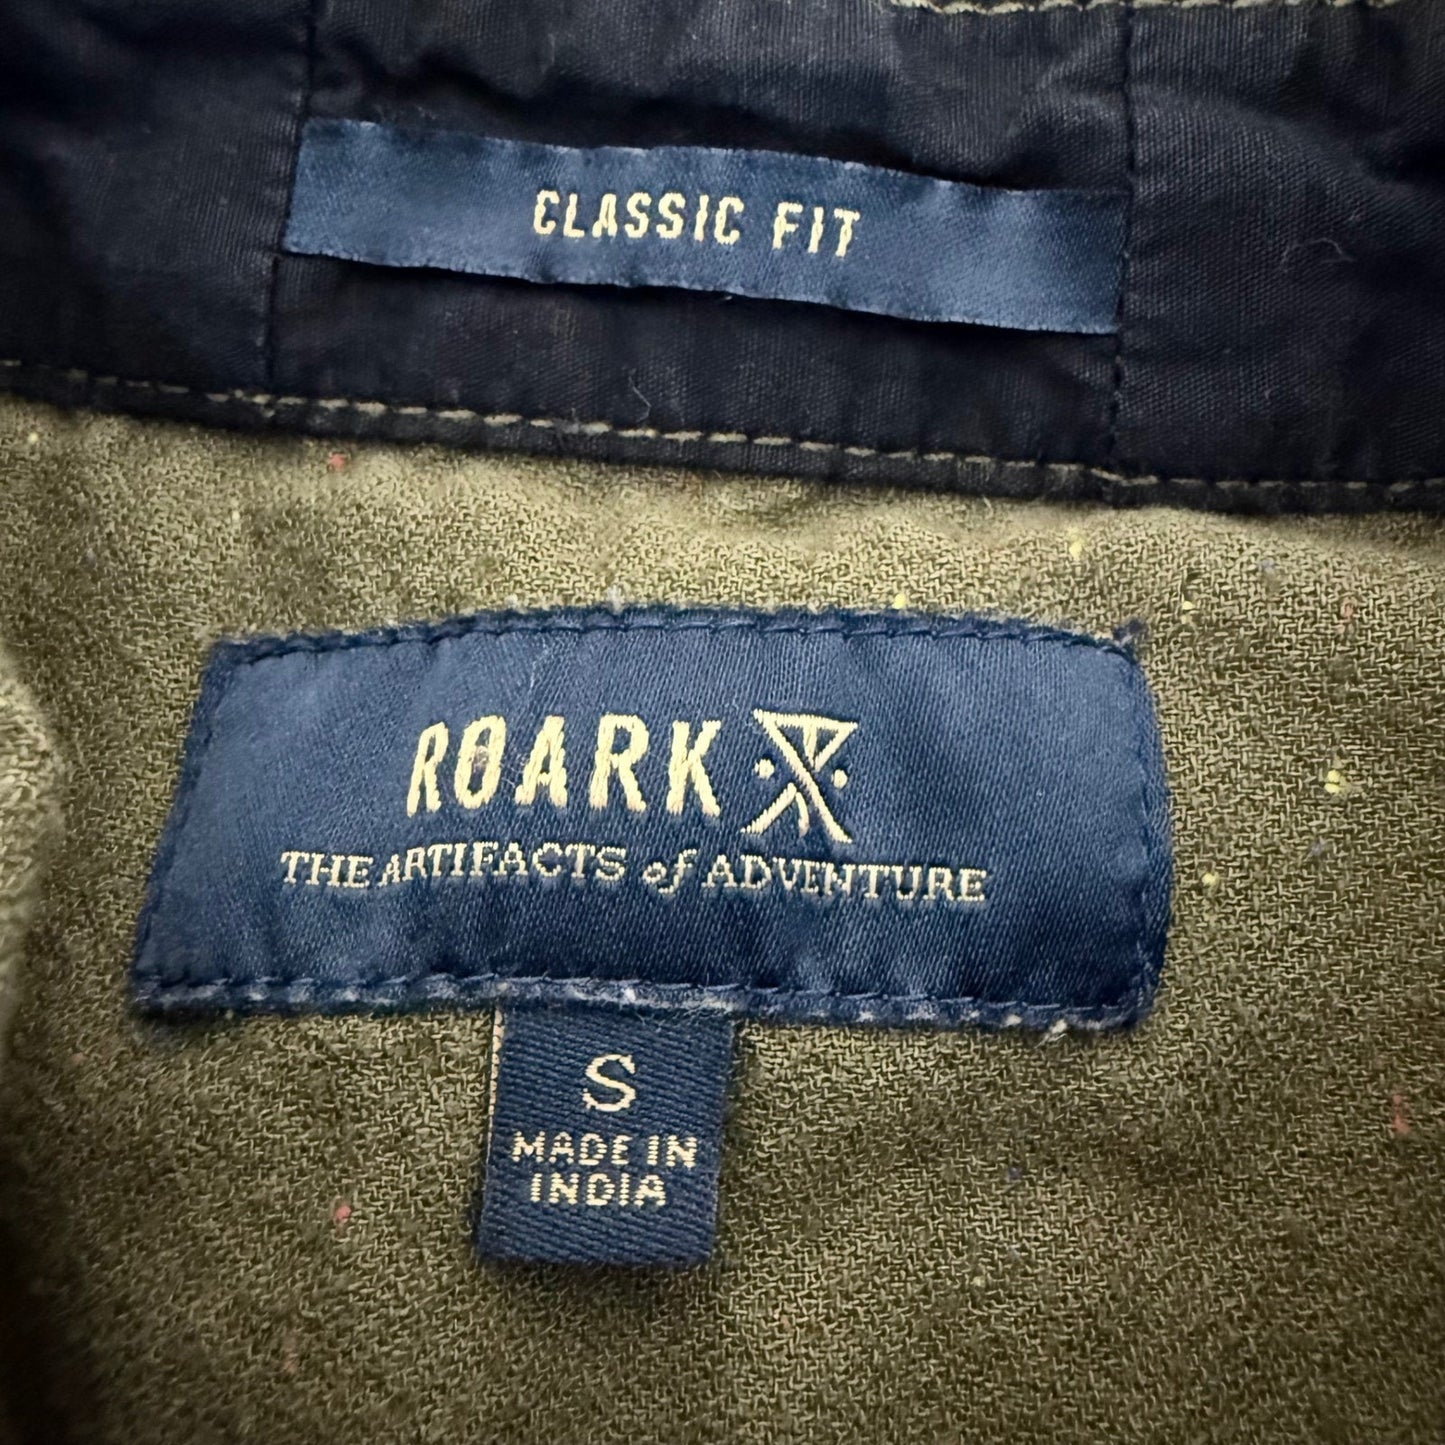 CLASSIC FIT
ROARK
THE ARTIFACTS of ADVENTURE
S
MADE IN
INDIA